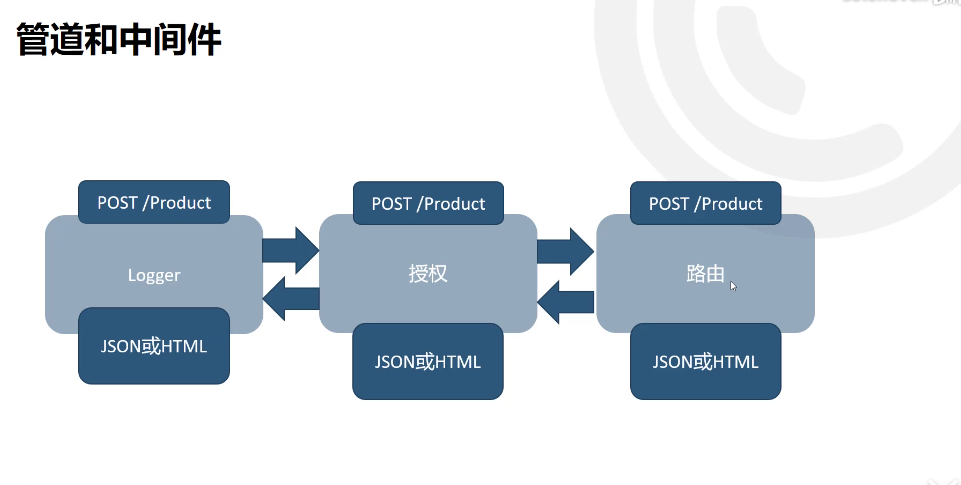 管道和中间件
POST /Product
POST /Product
POST /Product
Logger
授权
路由
JSON或HTML
JSON或HTML
JSON或HTML